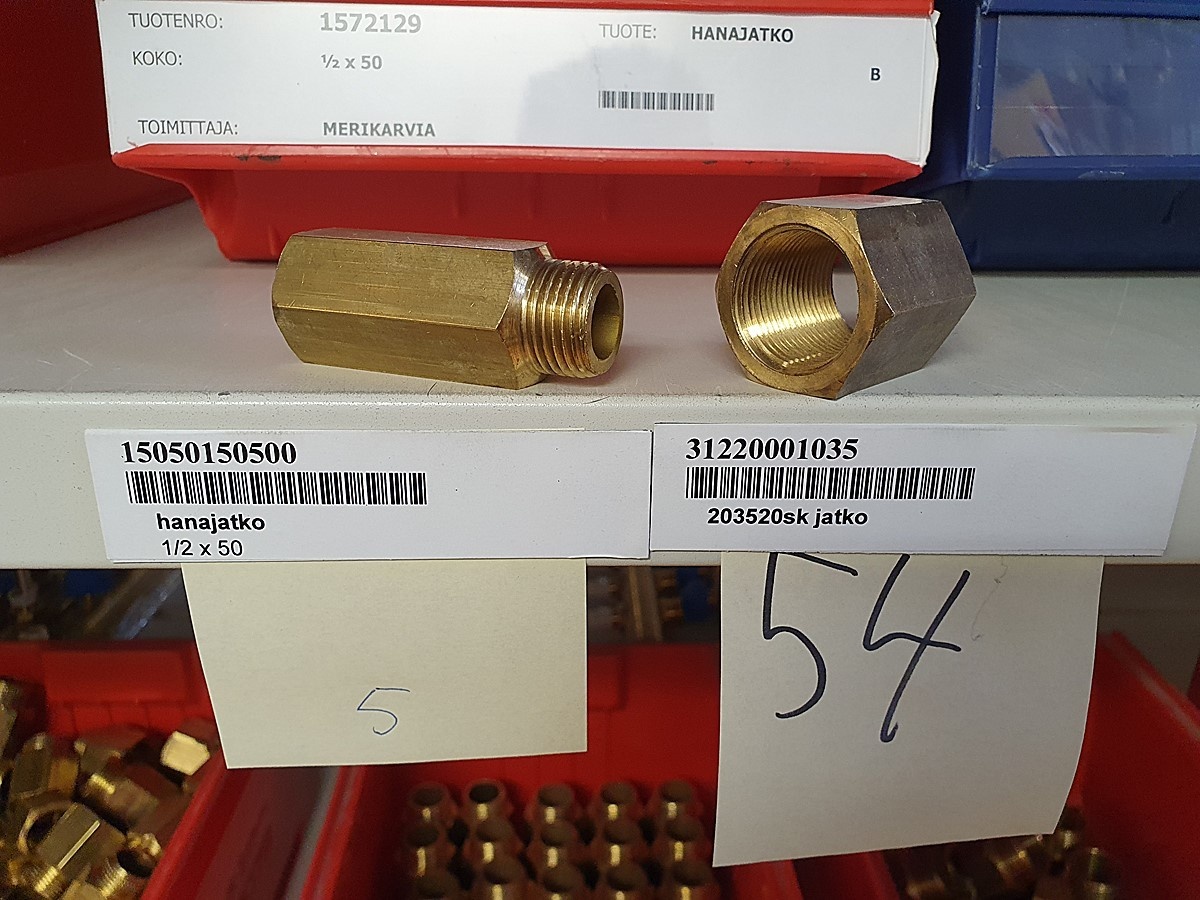 TUOTENRO: 1572129 TUOTE: HANAJATKO
KOKO: ½ x 50
B
TOIMITTAJA: MERIKARVIA
15050150500
hanajatko
1/2 x 50
31220001035
203520sk jatko
5
54